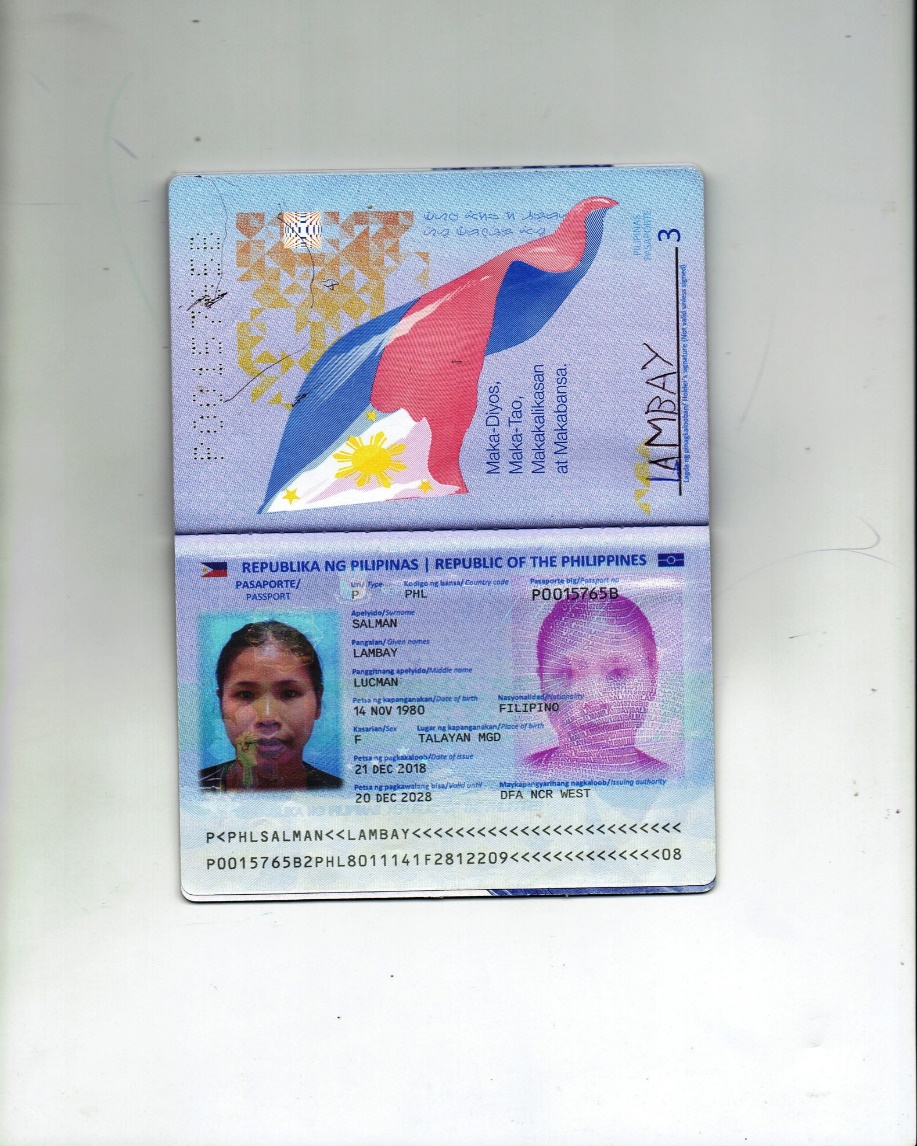 Maka-Diyos,
Maka-Tao,
Makakalikasan
at Makabansa.
PILIPINAS
PASAPORTE
3
LAMBAY
REPUBLIKA NG PILIPINAS | REPUBLIC OF THE PHILIPPINES
PASAPORTE/
PASSPORT
Uri/Type
Kodigo ng bansa/Country code
Pasaporte blg/Passport no
P
PHL
P0015765B
Apelyido/Surname
SALMAN
Pangalan/Given names
LAMBAY
Panggitnang apelyido/Middle name
LUCMAN
Petsa ng kapanganakan/Date of birth
Nasyonalidad/Nationality
14 NOV 1980
FILIPINO
Kasarian/Sex
Lugar ng kapanganakan/Place of birth
F
TALAYAN MGD
Petsa ng pagkakaloob/Date of issue
21 DEC 2018
Petsa ng pagkawalang bisa/Valid until
Maykapangyarihang nagkaloob/Issuing authority
20 DEC 2028
DFA NCR WEST
P<PHLSALMAN<<LAMBAY<<<<<<<<<<<<<<<<<<<<<<<<<
P0015765B2PHL8011141F2812209<<<<<<<<<<<<<<08